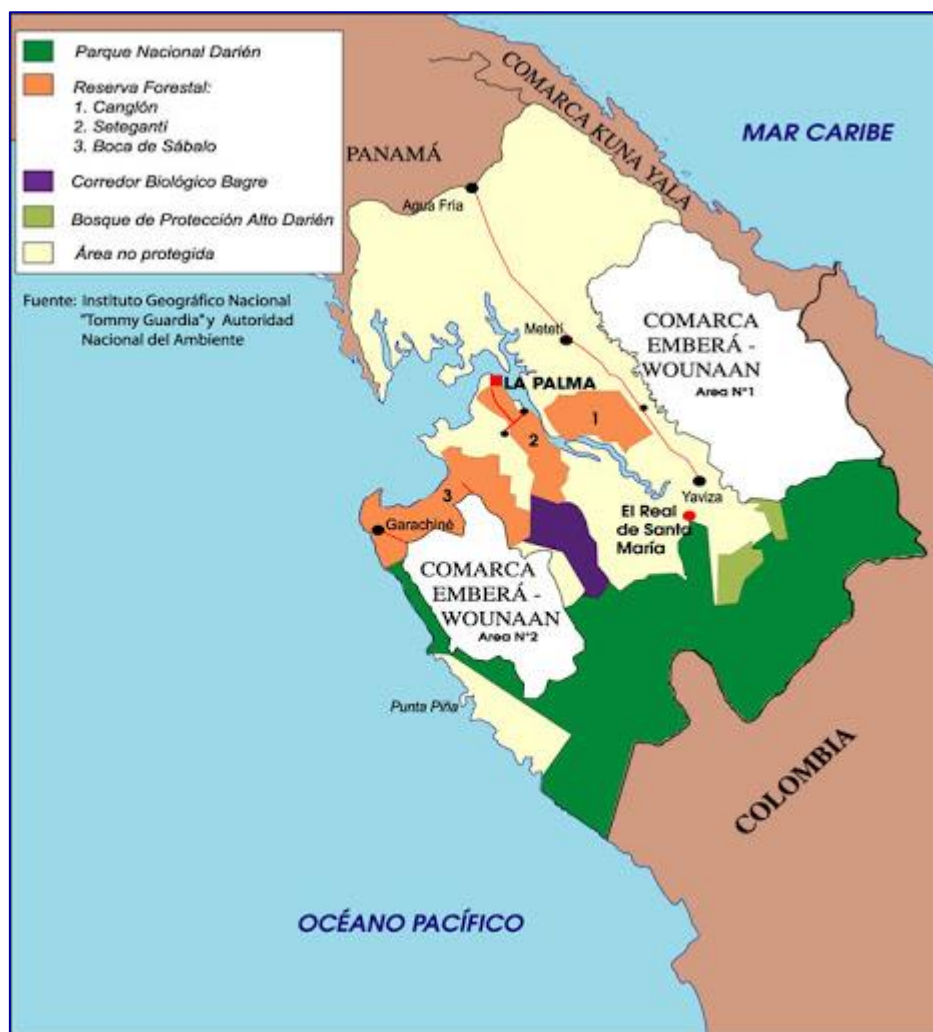 Parque Nacional Darién
Reserva Forestal:
1. Canglón
2. Setegantí
3. Boca de Sábalo
Corredor Biológico Bagre
Bosque de Protección Alto Darién
Área no protegida
Fuente: Instituto Geográfico Nacional
"Tommy Guardia" y Autoridad
Nacional del Ambiente
COMARCA KUNA YALA
MAR CARIBE
PANAMÁ
Agua Fría
Metetí
COMARCA
EMBERÁ -
WOUNAAN
Area N°1
LA PALMA
1
2
3
Yaviza
El Real
de Santa
María
Garachiné
COMARCA
EMBERÁ -
WOUNAAN
Area N°2
Punta Piña
COLOMBIA
OCÉANO PACÍFICO